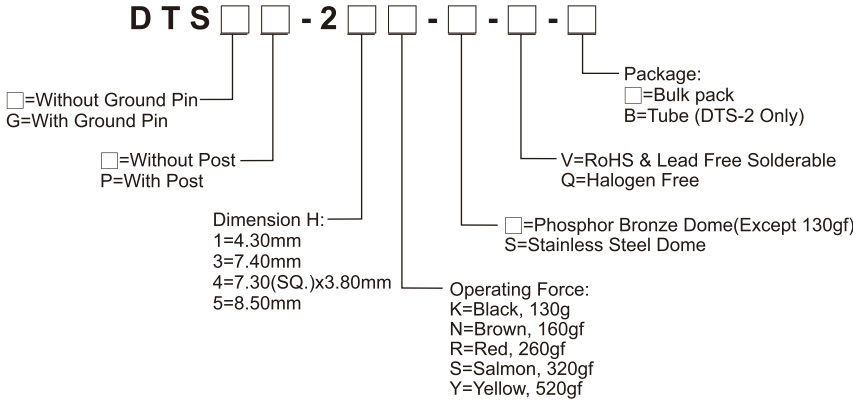 DTS□□-2□□-□-□-□
□=Without Ground Pin
G=With Ground Pin
□=Without Post
P=With Post
Dimension H:
1=4.30mm
3=7.40mm
4=7.30(SQ.)x3.80mm
5=8.50mm
Operating Force:
K=Black, 130g
N=Brown, 160gf
R=Red, 260gf
S=Salmon, 320gf
Y=Yellow, 520gf
□=Phosphor Bronze Dome(Except 130gf)
S=Stainless Steel Dome
V=RoHS & Lead Free Solderable
Q=Halogen Free
Package:
□=Bulk pack
B=Tube (DTS-2 Only)